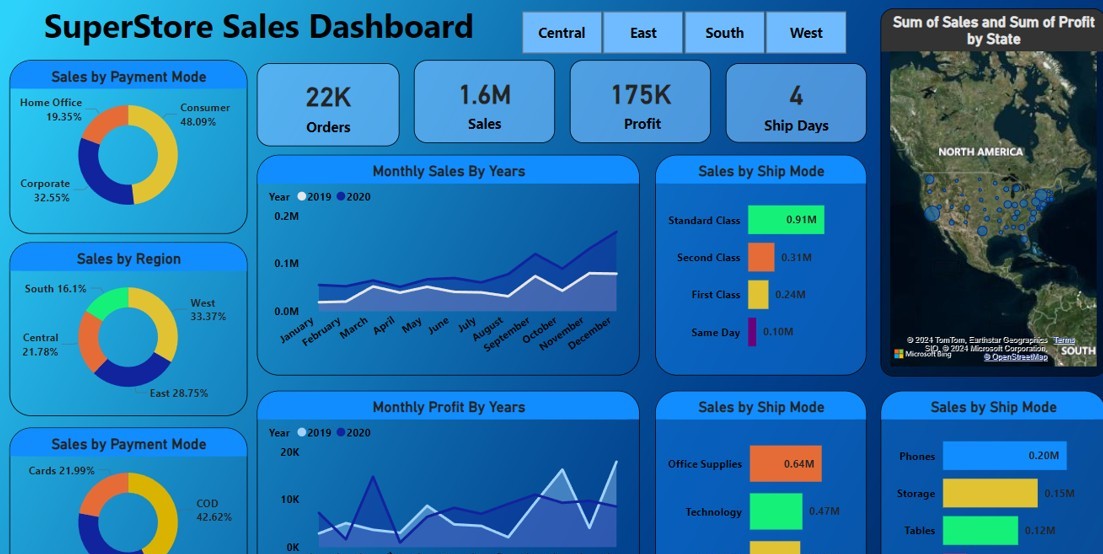 SuperStore Sales Dashboard
Central
East
South
West
Sum of Sales and Sum of Profit
by State
Sales by Payment Mode
Home Office
19.35%
Consumer
48.09%
Corporate
32.55%
22K
Orders
1.6M
Sales
175K
Profit
4
Ship Days
NORTH AMERICA
© 2024 TomTom, Earthstar Geographics Terms
SIO, © 2024 Microsoft Corporation,
Microsoft Bing
© OpenStreetMap
SOUTH
Monthly Sales By Years
Year 2019 2020
0.2M
0.1M
0.0M
January
February
March
April
May
June
July
August
September
October
November
December
Sales by Ship Mode
Standard Class 0.91M
Second Class 0.31M
First Class 0.24M
Same Day 0.10M
Sales by Region
South 16.1%
West
33.37%
Central
21.78%
East 28.75%
Sales by Payment Mode
Cards 21.99%
COD
42.62%
Monthly Profit By Years
Year 2019 2020
20K
10K
0K
Sales by Ship Mode
Office Supplies 0.64M
Technology 0.47M
Sales by Ship Mode
Phones 0.20M
Storage 0.15M
Tables 0.12M